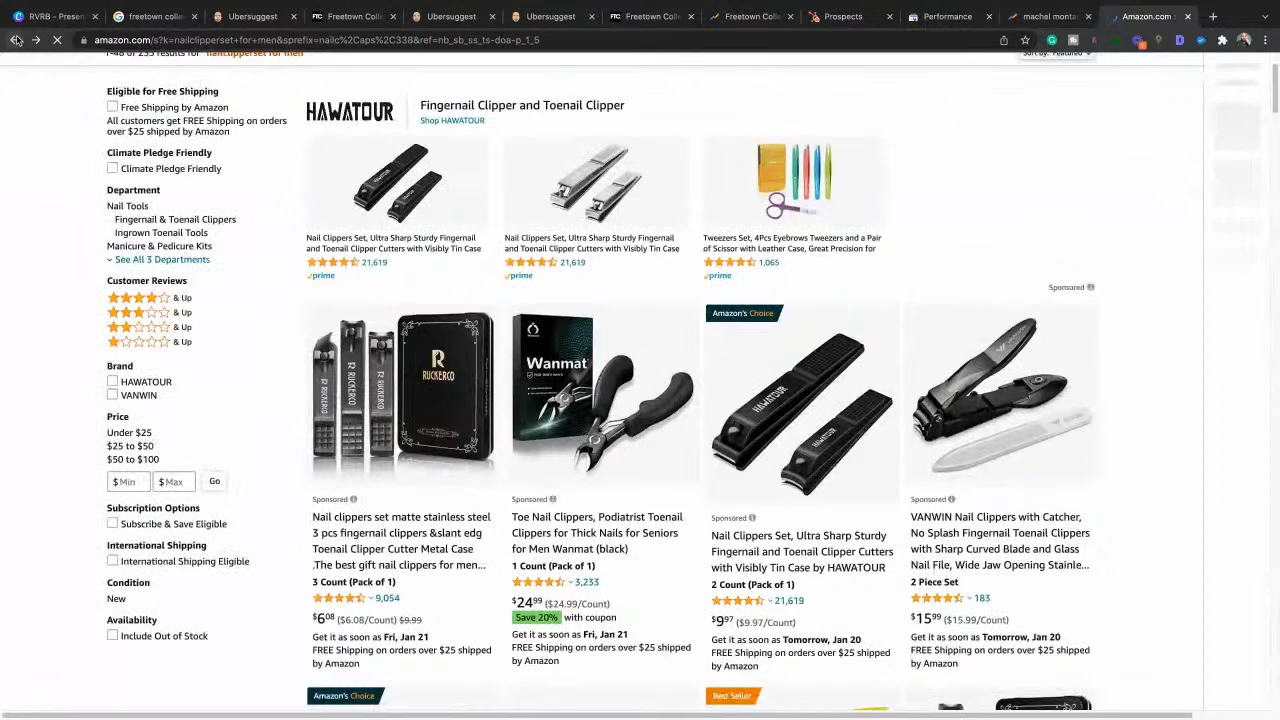 RVRB - Presen
freetown colle
Ubersuggest
Freetown Colle
Ubersuggest
Ubersuggest
Freetown Colle
Freetown Colle
Prospects
Performance
machel monta
Amazon.com
amazon.com/s?k=nailclipperset+for+men&sprefix=nailc%2Caps%2C338&ref=nb_sb_ss_ts-doa-p_1_5
1-48 of 235 results for "nailclipperset for men"
Sort by: Featured
Eligible for Free Shipping
Free Shipping by Amazon
All customers get FREE Shipping on orders
over $25 shipped by Amazon
Climate Pledge Friendly
Climate Pledge Friendly
Department
Nail Tools
Fingernail & Toenail Clippers
Ingrown Toenail Tools
Manicure & Pedicure Kits
See All 3 Departments
Customer Reviews
& Up
& Up
& Up
& Up
Brand
HAWATOUR
VANWIN
Price
Under $25
$25 to $50
$50 to $100
$ Min
$ Max
Go
Subscription Options
Subscribe & Save Eligible
International Shipping
International Shipping Eligible
Condition
New
Availability
Include Out of Stock
HAWATOUR
Fingernail Clipper and Toenail Clipper
Shop HAWATOUR
Nail Clippers Set, Ultra Sharp Sturdy Fingernail
and Toenail Clipper Cutters with Visibly Tin Case
21,619
prime
Nail Clippers Set, Ultra Sharp Sturdy Fingernail
and Toenail Clipper Cutters with Visibly Tin Case
21,619
prime
Tweezers Set, 4Pcs Eyebrows Tweezers and a Pair
of Scissor with Leather Case, Great Precision for
1,065
prime
Sponsored
R
RUCKERCO
Sponsored
Nail clippers set matte stainless steel
3 pcs fingernail clippers &slant edg
Toenail Clipper Cutter Metal Case
,The best gift nail clippers for men...
3 Count (Pack of 1)
9,054
$6.08 ($6.08/Count) $9.99
Get it as soon as Fri, Jan 21
FREE Shipping on orders over $25 shipped
by Amazon
Wanmat
Sponsored
Toe Nail Clippers, Podiatrist Toenail
Clippers for Thick Nails for Seniors
for Men Wanmat (black)
1 Count (Pack of 1)
3,233
$24.99 ($24.99/Count)
Save 20% with coupon
Get it as soon as Fri, Jan 21
FREE Shipping on orders over $25 shipped
by Amazon
Amazon's Choice
HAWATOUR
HAWATOUR
Sponsored
Nail Clippers Set, Ultra Sharp Sturdy
Fingernail and Toenail Clipper Cutters
with Visibly Tin Case by HAWATOUR
2 Count (Pack of 1)
21,619
$9.97 ($9.97/Count)
Get it as soon as Tomorrow, Jan 20
FREE Shipping on orders over $25 shipped
by Amazon
Sponsored
VANWIN Nail Clippers with Catcher,
No Splash Fingernail Toenail Clippers
with Sharp Curved Blade and Glass
Nail File, Wide Jaw Opening Stainle...
2 Piece Set
183
$15.99 ($15.99/Count)
Get it as soon as Tomorrow, Jan 20
FREE Shipping on orders over $25 shipped
by Amazon
Amazon's Choice
Best Seller